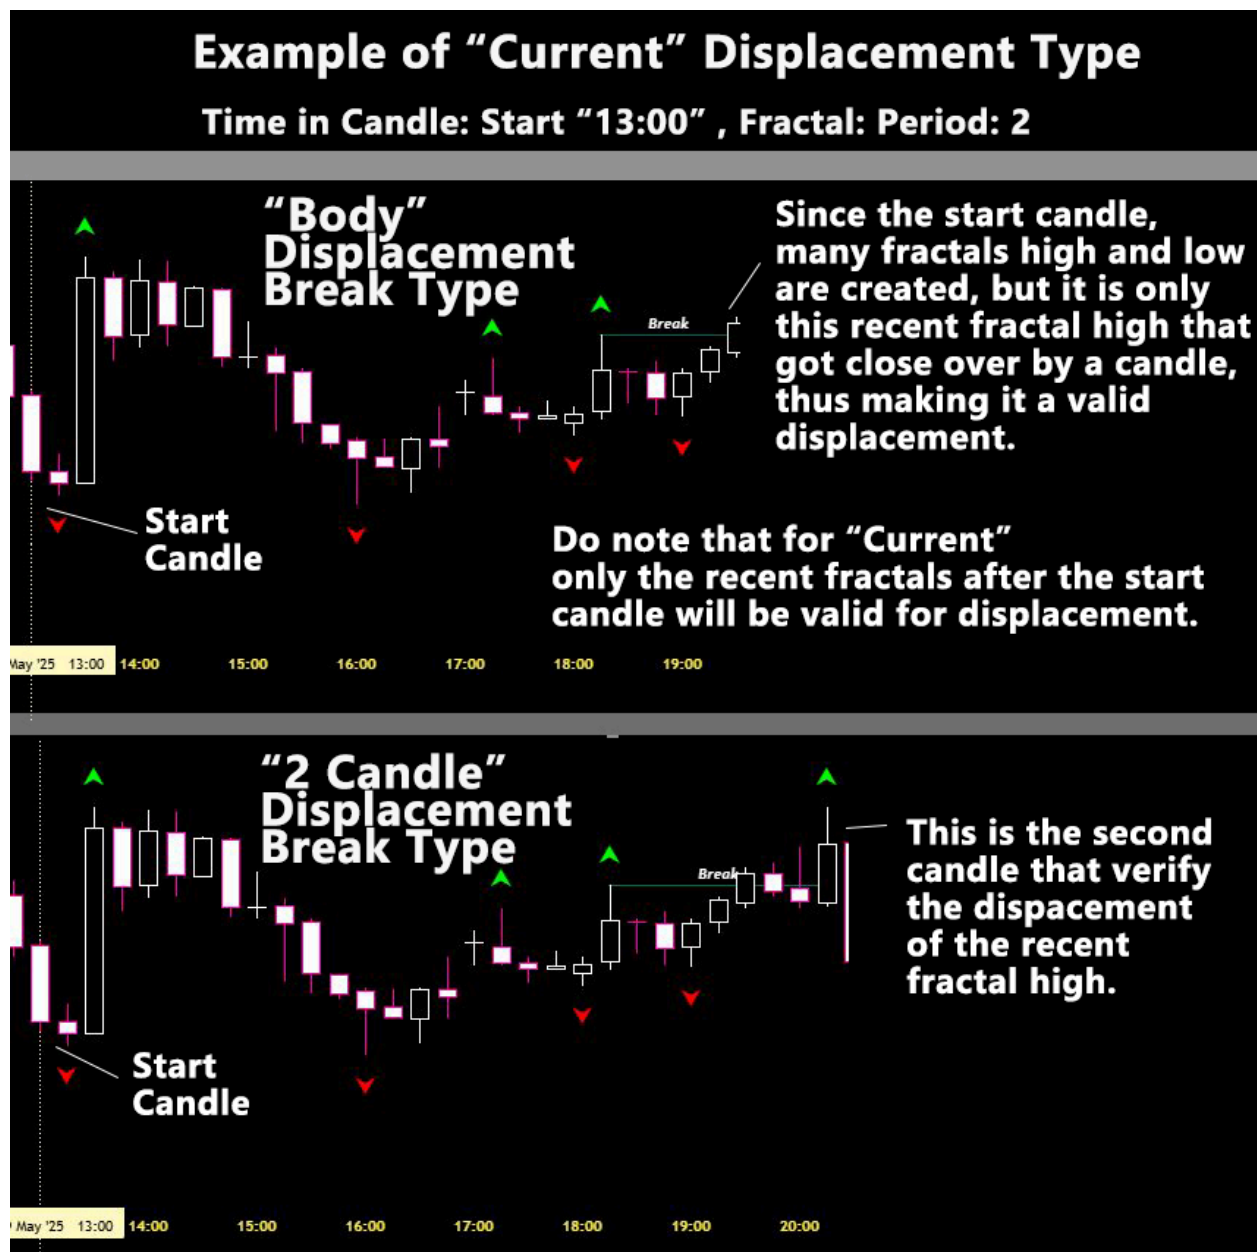 Example of “Current” Displacement Type
Time in Candle: Start “13:00” , Fractal: Period: 2
“Body”
Displacement
Break Type
Since the start candle,
many fractals high and low
are created, but it is only
this recent fractal high that
got close over by a candle,
thus making it a valid
displacement.
Break
Start
Candle
Do note that for “Current”
only the recent fractals after the start
candle will be valid for displacement.
May '25 13:00 14:00 15:00 16:00 17:00 18:00 19:00
“2 Candle”
Displacement
Break Type
This is the second
candle that verify
the dispacement
of the recent
fractal high.
Break
Start
Candle
May '25 13:00 14:00 15:00 16:00 17:00 18:00 19:00 20:00